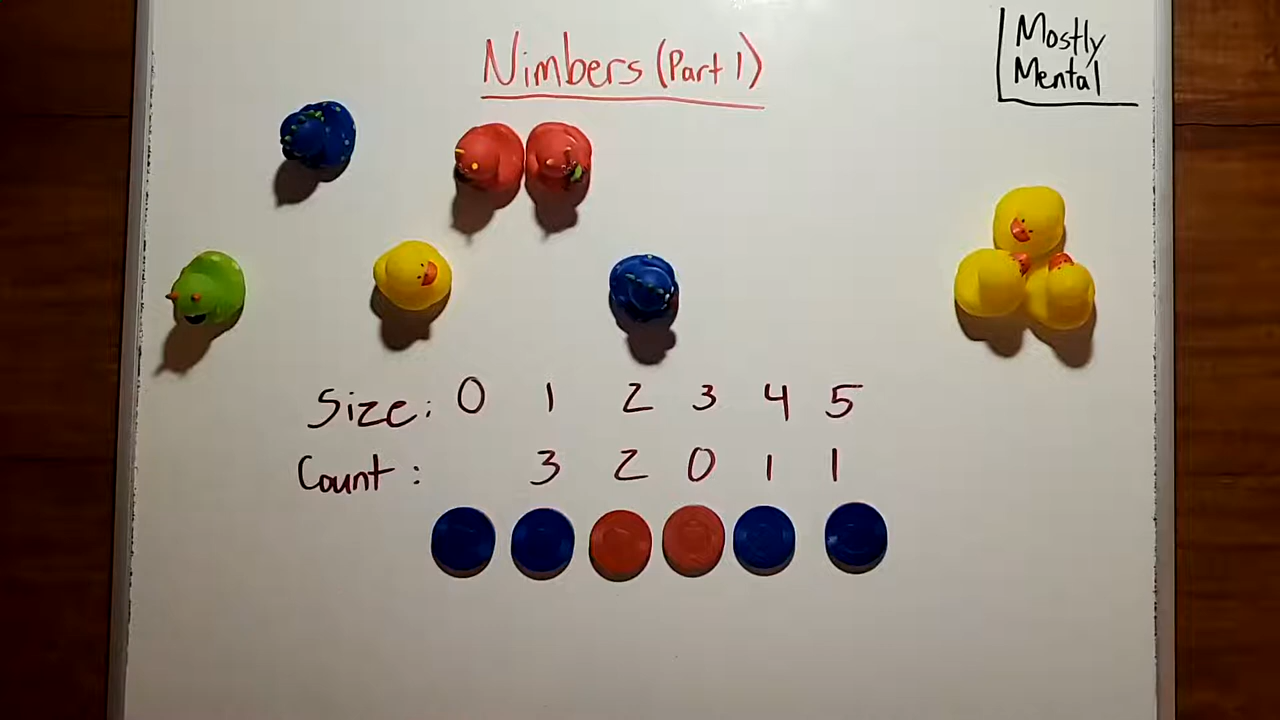 Nimbers (Part 1)
Mostly
Mental
Size: 0 1 2 3 4 5
Count: 3 2 0 1 1